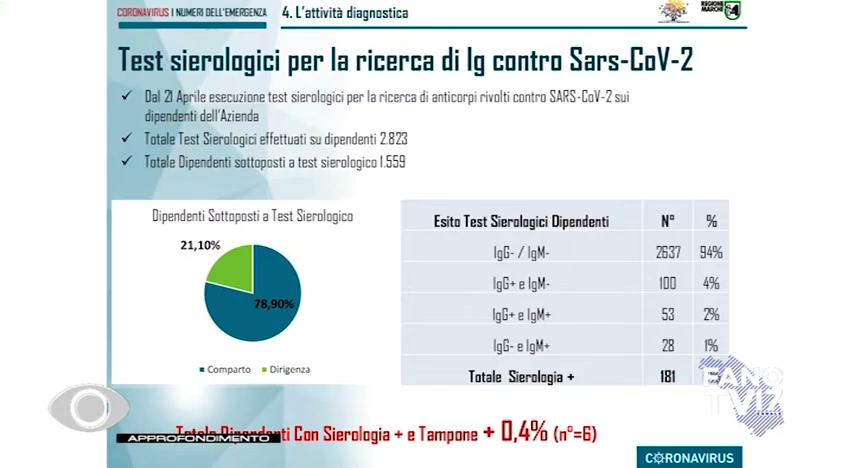 CORONAVIRUS I NUMERI DELL'EMERGENZA
4. L'attività diagnostica
REGIONE
MARCHE
Test sierologici per la ricerca di Ig contro Sars-CoV-2
✓ Dal 21 Aprile esecuzione test sierologici per la ricerca di anticorpi rivolti contro SARS-CoV-2 sui
dipendenti dell'Azienda
✓ Totale Test Sierologici effettuati su dipendenti 2.823
✓ Totale Dipendenti sottoposti a test sierologico 1.559
Dipendenti Sottoposti a Test Sierologico
21,10%
78,90%
Comparto Dirigenza
Esito Test Sierologici Dipendenti N° %
IgG- / IgM- 2637 94%
IgG+ e IgM- 100 4%
IgG+ e IgM+ 53 2%
IgG- e IgM+ 28 1%
Totale Sierologia + 181
FANO
TV
Totale Dipendenti Con Sierologia + e Tampone + 0,4% (n°=6)
APPROFONDIMENTO
CORONAVIRUS